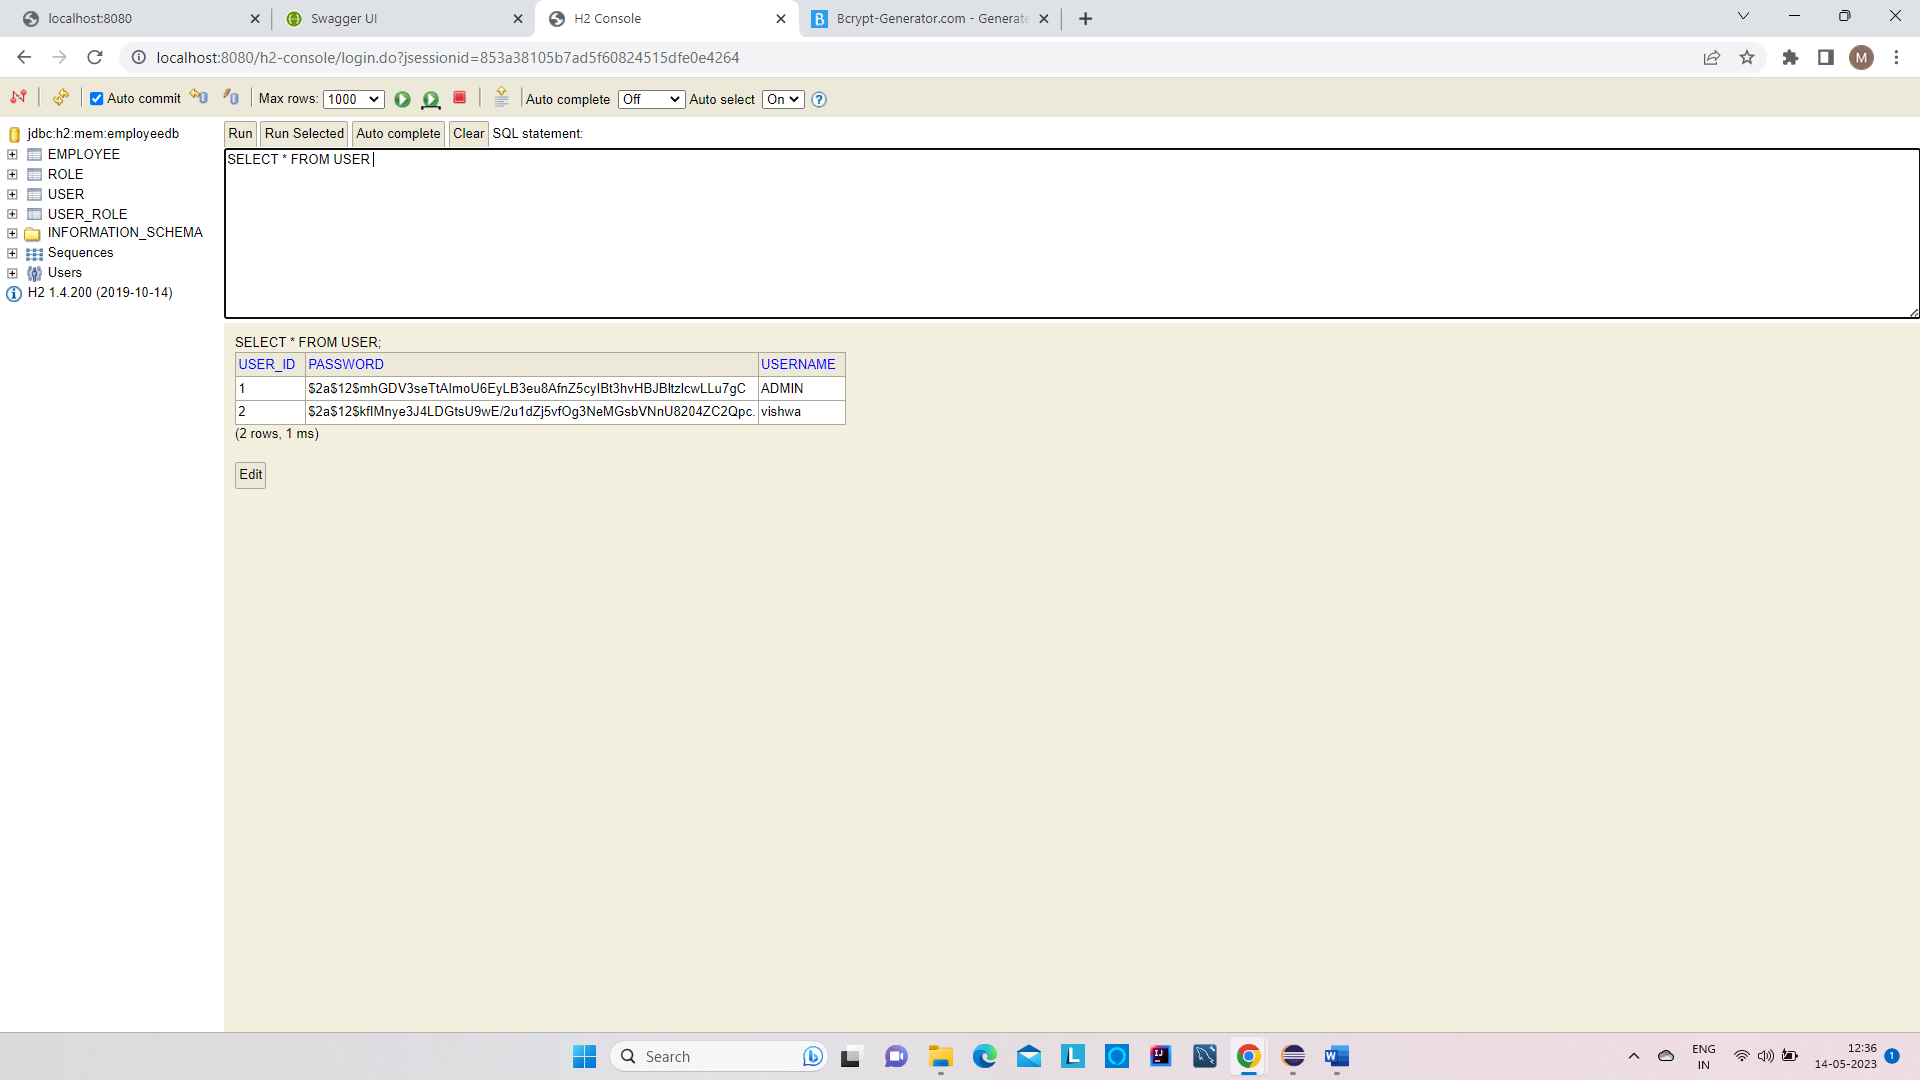 localhost:8080
Swagger UI
H2 Console
Bcrypt-Generator.com - Generate
localhost:8080/h2-console/login.do?jsessionid=853a38105b7ad5f60824515dfe0e4264
M
Auto commit
Max rows: 1000
Auto complete Off
Auto select On
jdbc:h2:mem:employeedb
EMPLOYEE
ROLE
USER
USER_ROLE
INFORMATION_SCHEMA
Sequences
Users
H2 1.4.200 (2019-10-14)
Run Run Selected Auto complete Clear SQL statement:
SELECT * FROM USER
SELECT * FROM USER;
USER_ID PASSWORD USERNAME
1 $2a$12$mhGDV3seTtAlmoU6EyLB3eu8AfnZ5cyIBt3hvHBJBItzIcwLLu7gC ADMIN
2 $2a$12$kfIMnye3J4LDGtsU9wE/2u1dZj5vfOg3NeMGsbVNnU8204ZC2Qpc. vishwa
(2 rows, 1 ms)
Edit
Search
ENG
IN
12:36
14-05-2023
1